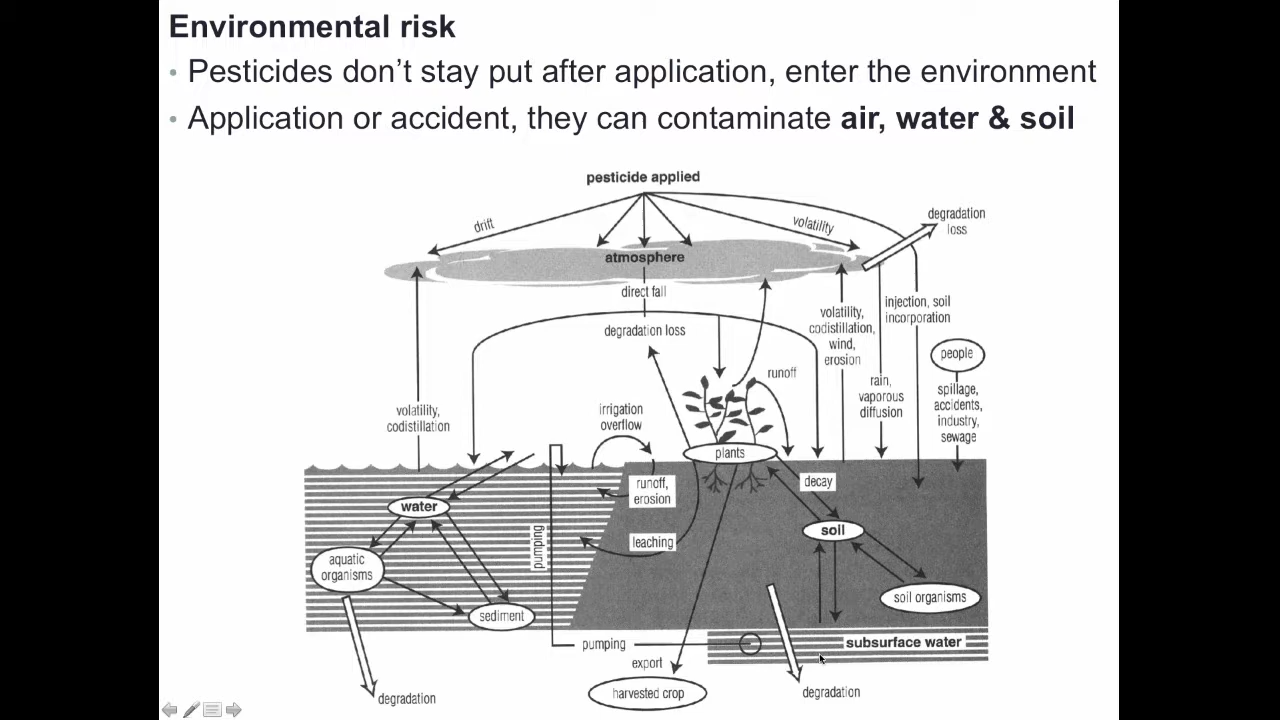 Environmental risk
• Pesticides don't stay put after application, enter the environment
• Application or accident, they can contaminate air, water & soil
pesticide applied
drift
volatility
degradation
loss
atmosphere
direct fall
degradation loss
injection, soil
incorporation
volatility,
codistillation,
wind,
erosion
people
runoff
rain,
vaporous
diffusion
spillage,
accidents,
industry,
sewage
volatility,
codistillation
irrigation
overflow
plants
runoff,
erosion
decay
water
pumping
leaching
soil
aquatic
organisms
sediment
soil organisms
pumping
subsurface water
export
harvested crop
degradation
degradation